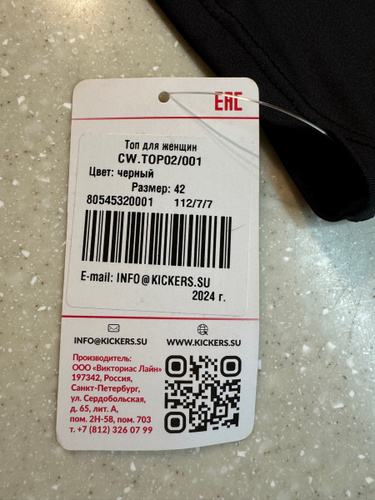 EAC
Топ для женщин
CW.TOP02/001
Цвет: черный
Размер: 42
80545320001 112/7/7
E-mail: INFO@KICKERS.SU
2024 г.
INFO@KICKERS.SU WWW.KICKERS.SU
Производитель:
ООО «Викториас Лайн»
197342, Россия,
Санкт-Петербург,
ул. Сердобольская,
д. 65, лит. А,
пом. 2Н-58, пом. 703
т. +7 (812) 326 07 99